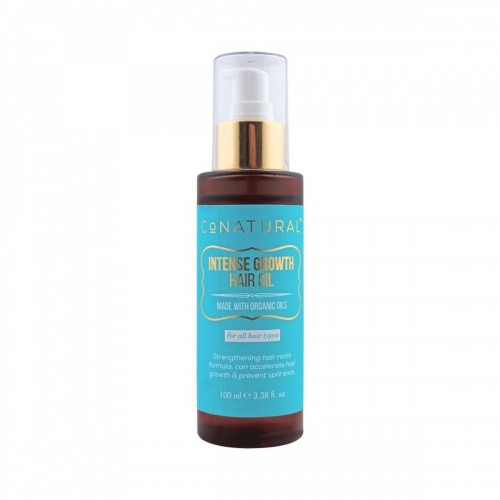 CoNATURAL™
INTENSE GROWTH
HAIR OIL
MADE WITH ORGANIC OILS
for all hair types
Strengthening hair roots
formula, can accelerate hair
growth & prevent split ends
100 ml ℮ 3.38 fl. oz